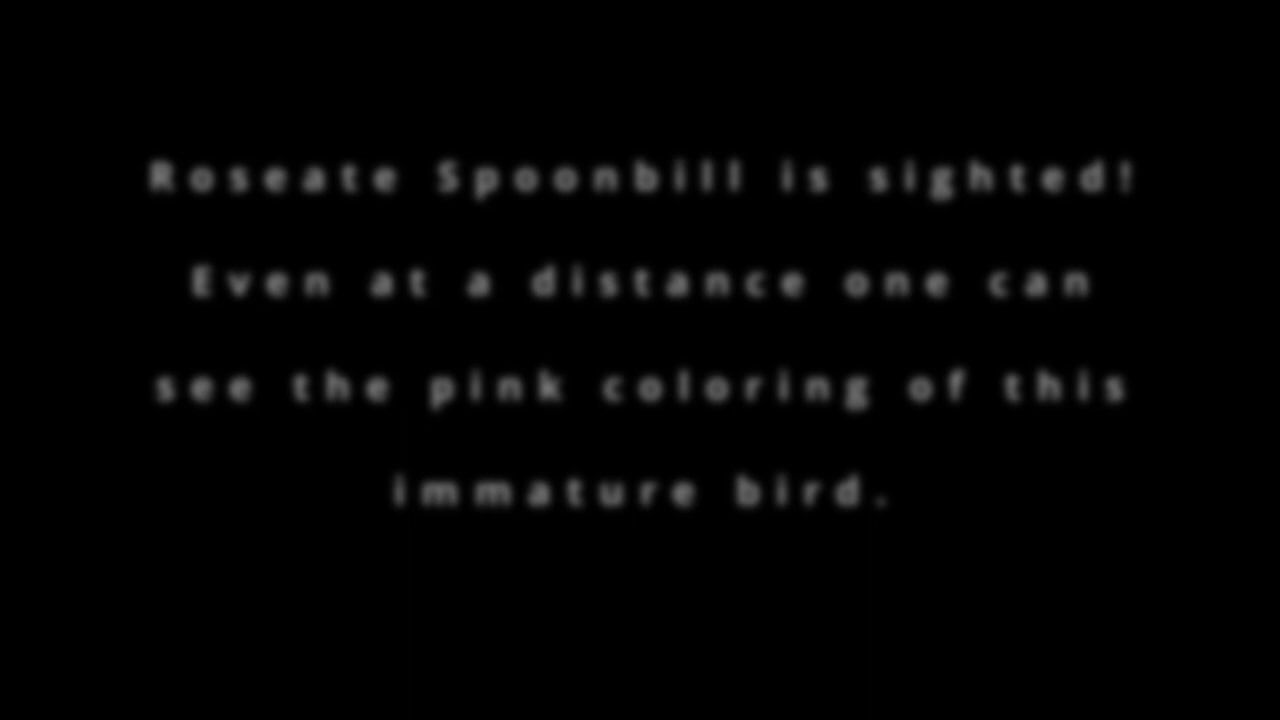 Roseate Spoonbill is sighted!
Even at a distance one can
see the pink coloring of this
immature bird.